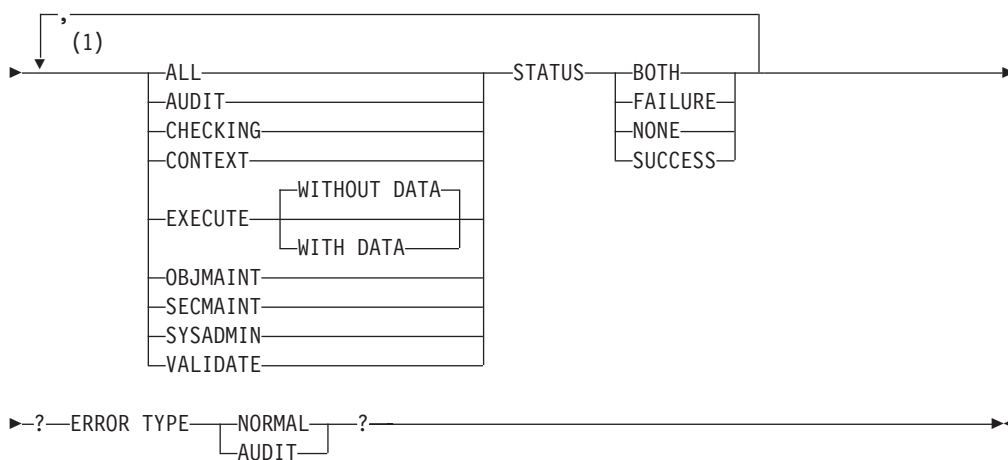 ,
(1)
ALL STATUS BOTH
AUDIT FAILURE
CHECKING NONE
CONTEXT SUCCESS
WITHOUT DATA
EXECUTE
WITH DATA
OBJMAINT
SECMAINT
SYSADMIN
VALIDATE
? ERROR TYPE NORMAL ?
AUDIT